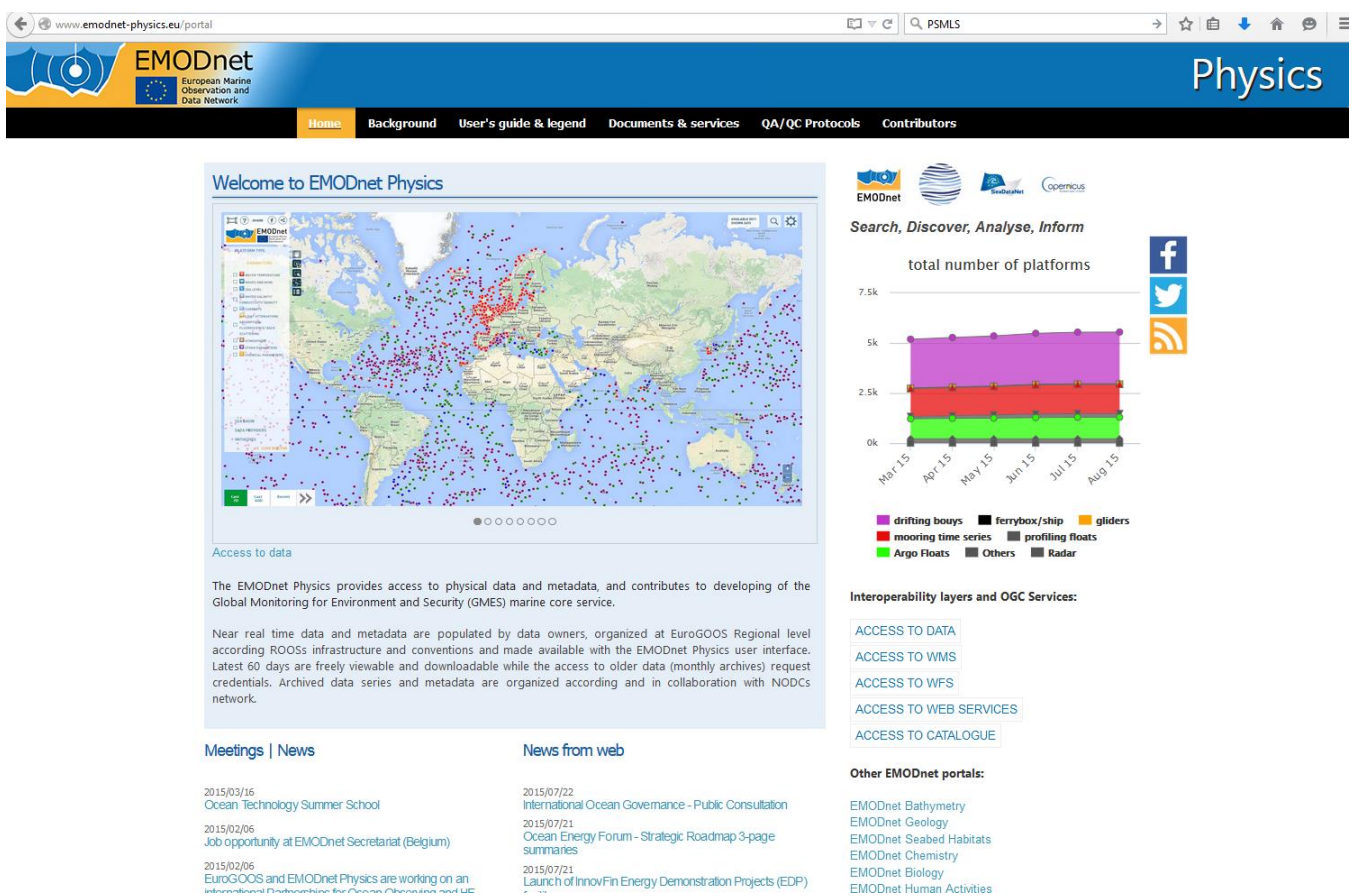 www.emodnet-physics.eu/portal
PSMLS
EMODnet
European Marine
Observation and
Data Network
Physics
Home Background User's guide & legend Documents & services QA/QC Protocols Contributors
Welcome to EMODnet Physics
EMODnet
Access to data
The EMODnet Physics provides access to physical data and metadata, and contributes to developing of the
Global Monitoring for Environment and Security (GMES) marine core service.
Near real time data and metadata are populated by data owners, organized at EuroGOOS Regional level
according ROOSs infrastructure and conventions and made available with the EMODnet Physics user interface.
Latest 60 days are freely viewable and downloadable while the access to older data (monthly archives) request
credentials. Archived data series and metadata are organized according and in collaboration with NODCs
network.
Meetings | News
2015/03/16
Ocean Technology Summer School
2015/02/06
Job opportunity at EMODnet Secretariat (Belgium)
2015/02/06
EuroGOOS and EMODnet Physics are working on an
international Partnerships for Ocean Observing and HF
News from web
2015/07/22
International Ocean Governance - Public Consultation
2015/07/21
Ocean Energy Forum - Strategic Roadmap 3-page
summaries
2015/07/21
Launch of InnovFin Energy Demonstration Projects (EDP)
EMODnet
SeaDataNet
Copernicus
Search, Discover, Analyse, Inform
total number of platforms
7.5k
5k
2.5k
0k
Mar 15 Apr 15 May 15 Jun 15 Jul 15 Aug 15
drifting bouys ferrybox/ship gliders
mooring time series profiling floats
Argo Floats Others Radar
Interoperability layers and OGC Services:
ACCESS TO DATA
ACCESS TO WMS
ACCESS TO WFS
ACCESS TO WEB SERVICES
ACCESS TO CATALOGUE
Other EMODnet portals:
EMODnet Bathymetry
EMODnet Geology
EMODnet Seabed Habitats
EMODnet Chemistry
EMODnet Biology
EMODnet Human Activities